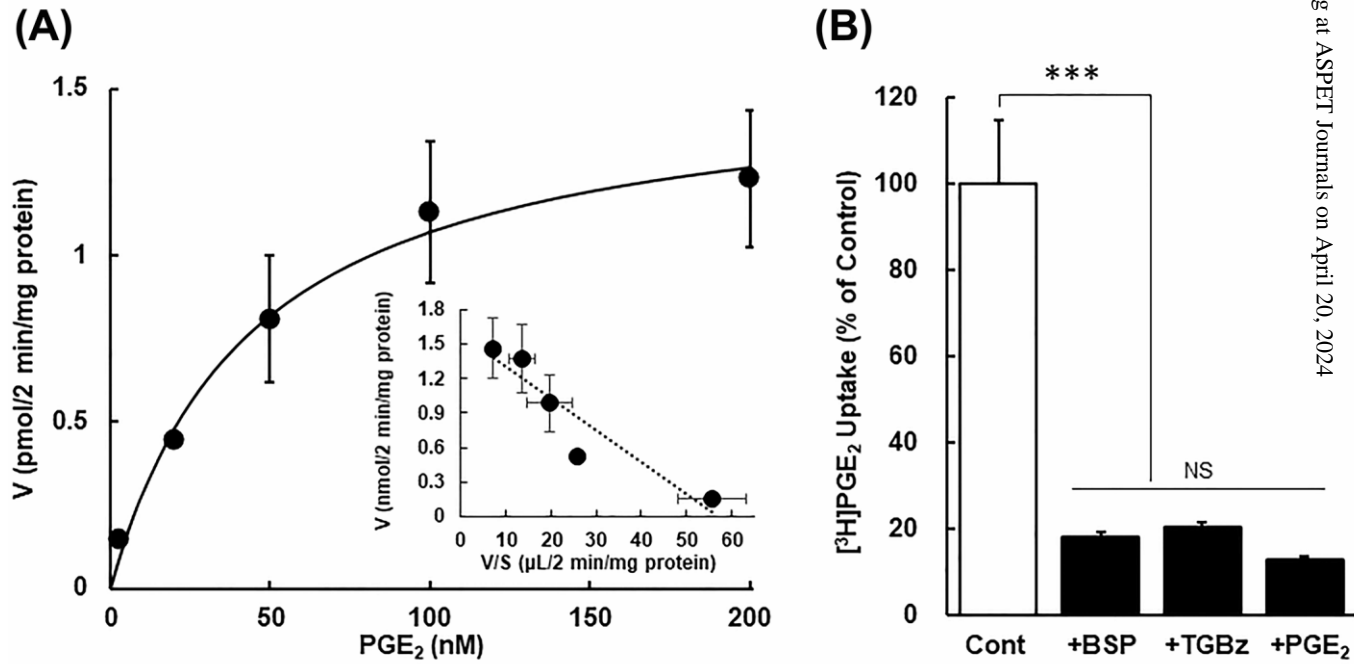 (A)
1.5
1
0.5
0
V (pmol/2 min/mg protein)
0 50 100 150 200
PGE2 (nM)
1.8
1.5
1.2
0.9
0.6
0.3
0
V (nmol/2 min/mg protein)
0 10 20 30 40 50 60
V/S (µL/2 min/mg protein)
(B)
***
120
100
80
60
40
20
0
[³H]PGE2 Uptake (% of Control)
NS
Cont +BSP +TGBz +PGE2
g at ASPET Journals on April 20, 2024